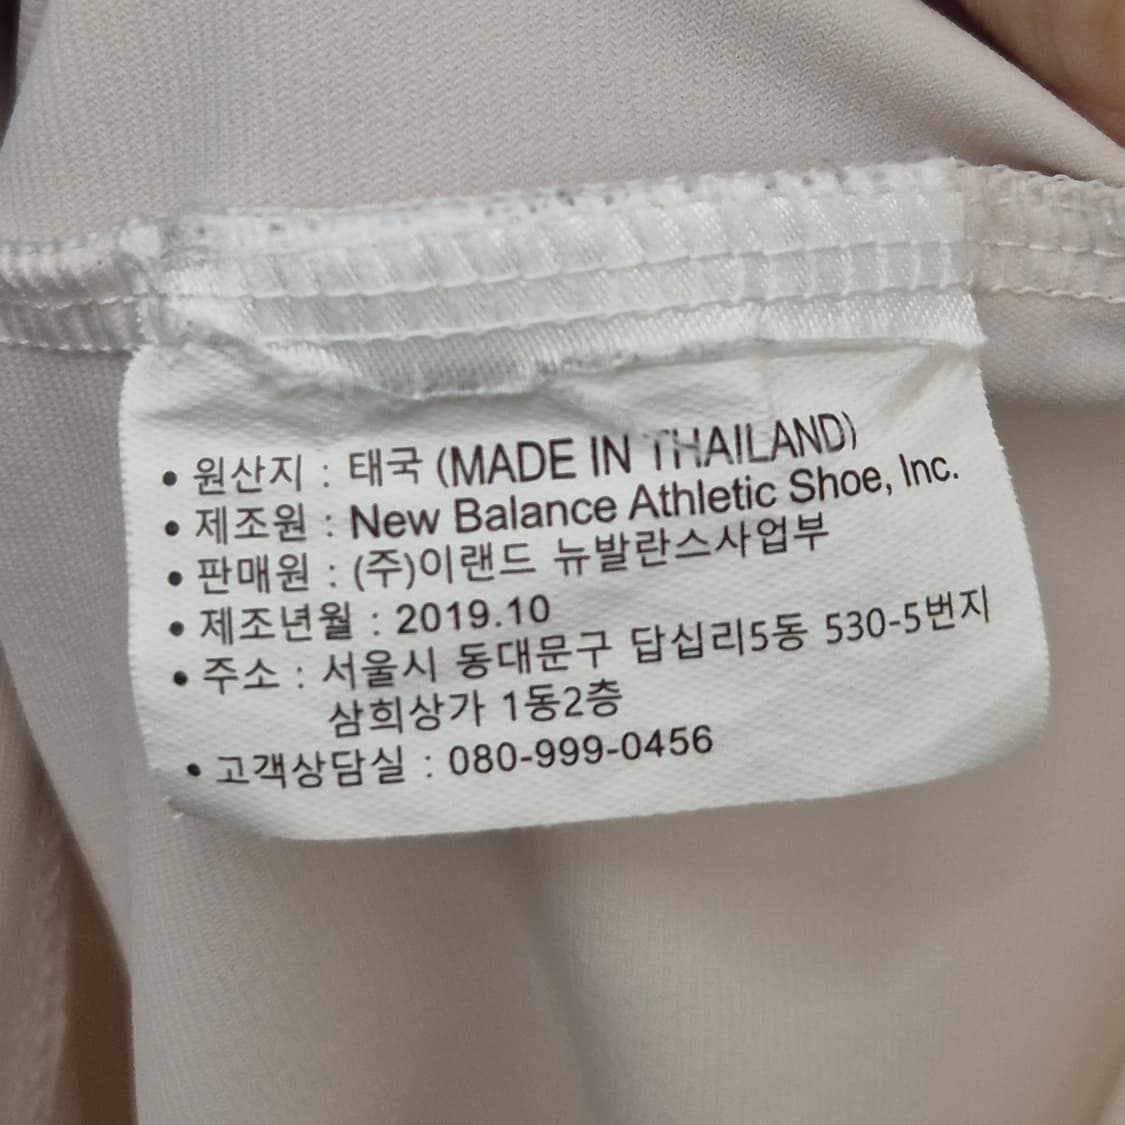 • 원산지 : 태국 (MADE IN THAILAND)
• 제조원 : New Balance Athletic Shoe, Inc.
• 판매원 : (주)이랜드 뉴발란스사업부
• 제조년월 : 2019.10
• 주소 : 서울시 동대문구 답십리5동 530-5번지
삼희상가 1동2층
• 고객상담실 : 080-999-0456